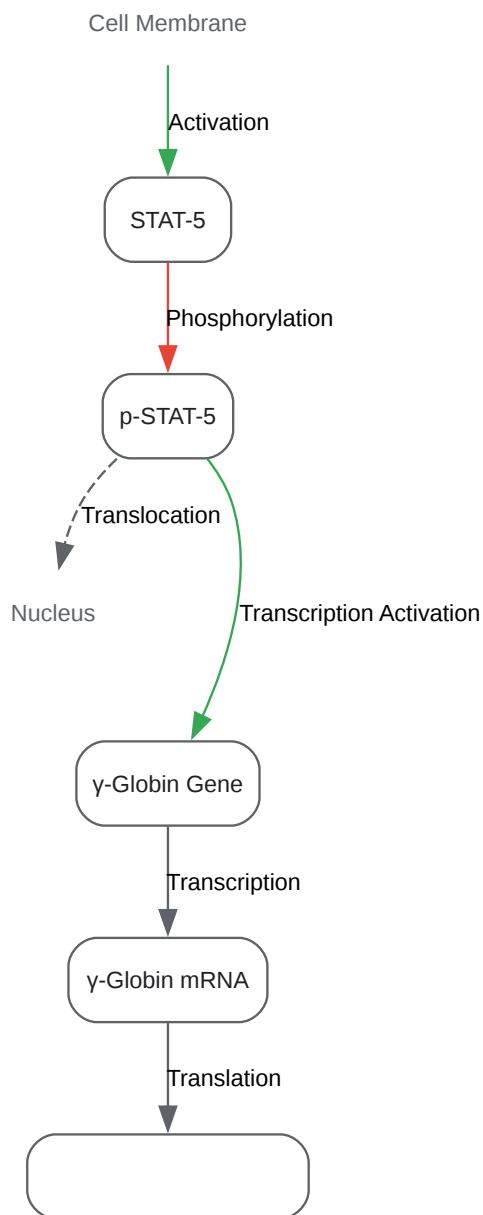 Cell Membrane
Activation
STAT-5
Phosphorylation
p-STAT-5
Translocation
Nucleus
Transcription Activation
γ-Globin Gene
Transcription
γ-Globin mRNA
Translation